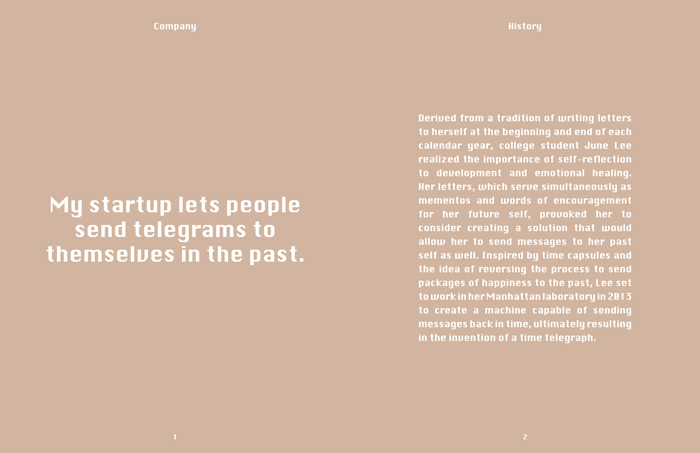 Company
My startup lets people
send telegrams to
themselves in the past.
1
History
Derived from a tradition of writing letters
to herself at the beginning and end of each
calendar year, college student June Lee
realized the importance of self-reflection
to development and emotional healing.
Her letters, which serve simultaneously as
mementos and words of encouragement
for her future self, provoked her to
consider creating a solution that would
allow her to send messages to her past
self as well. Inspired by time capsules and
the idea of reversing the process to send
packages of happiness to the past, Lee set
to work in her Manhattan laboratory in 2013
to create a machine capable of sending
messages back in time, ultimately resulting
in the invention of a time telegraph.
2